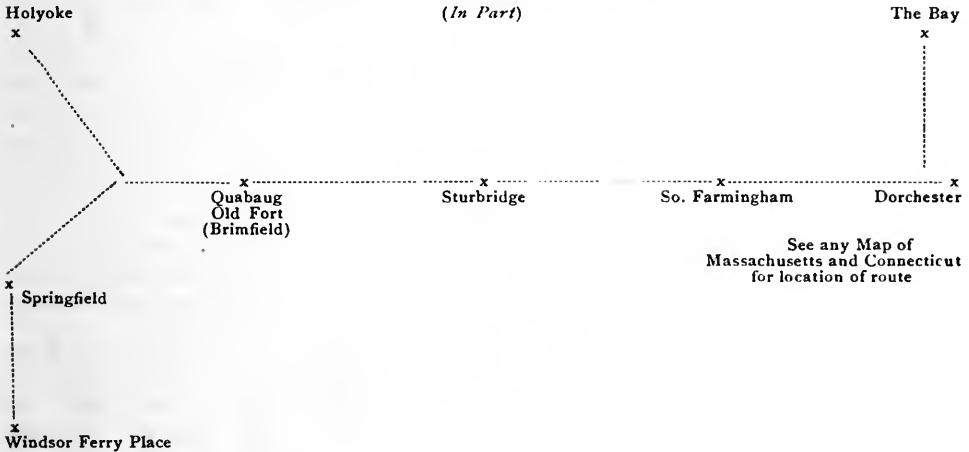 Holyoke
(In Part)
The Bay
x
x
x
x
x
x
Quabaug
Old Fort
(Brimfield)
Sturbridge
So. Farmingham
Dorchester
See any Map of
Massachusetts and Connecticut
for location of route
x
Springfield
x
Windsor Ferry Place